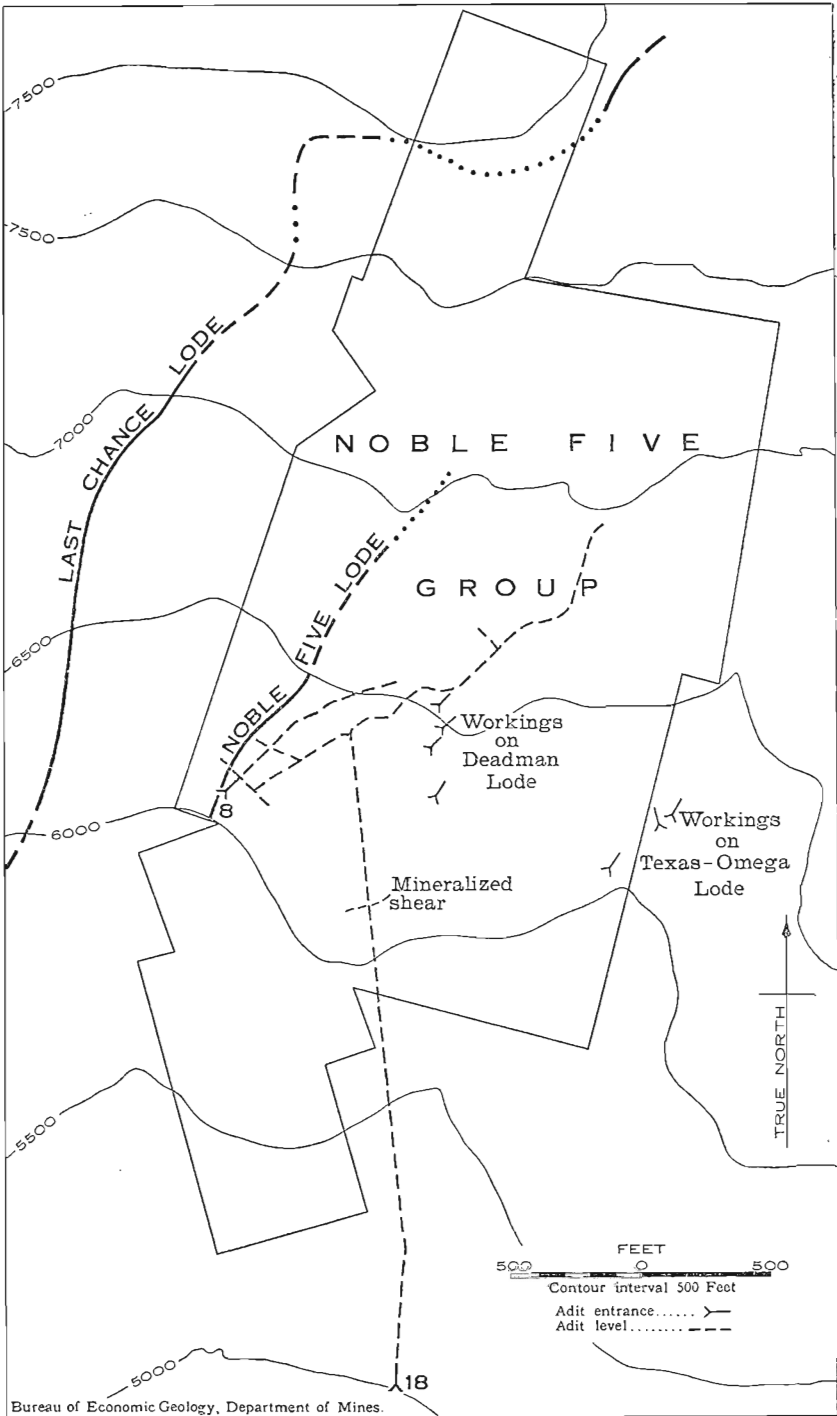 7500
7500
LAST CHANCE LODE
7000
NOBLE FIVE
GROUP
NOBLE FIVE LODE
6500
Workings
on
Deadman
Lode
8
6000
Workings
on
Texas-Omega
Lode
Mineralized
shear
TRUE NORTH
5500
FEET
500 0 500
Contour interval 500 Feet
Adit entrance......
Adit level........
5000
18
Bureau of Economic Geology, Department of Mines.